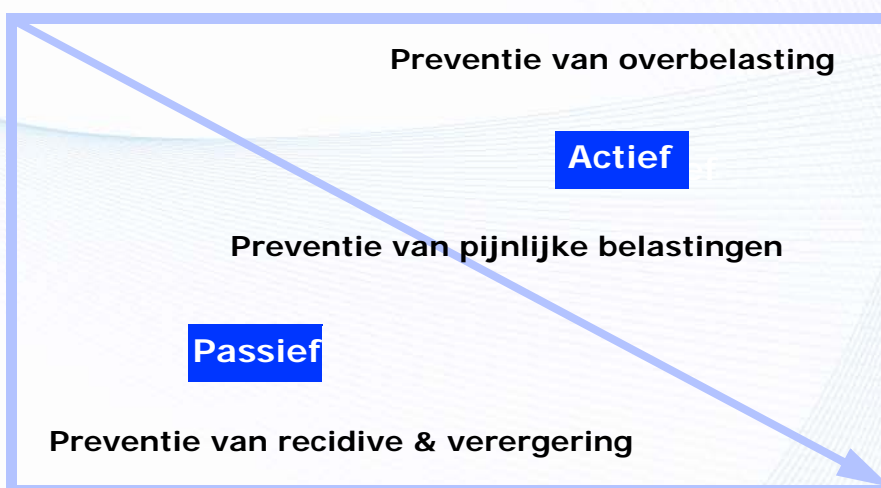 Preventie van overbelasting
Actief
Preventie van pijnlijke belastingen
Passief
Preventie van recidive & verergering